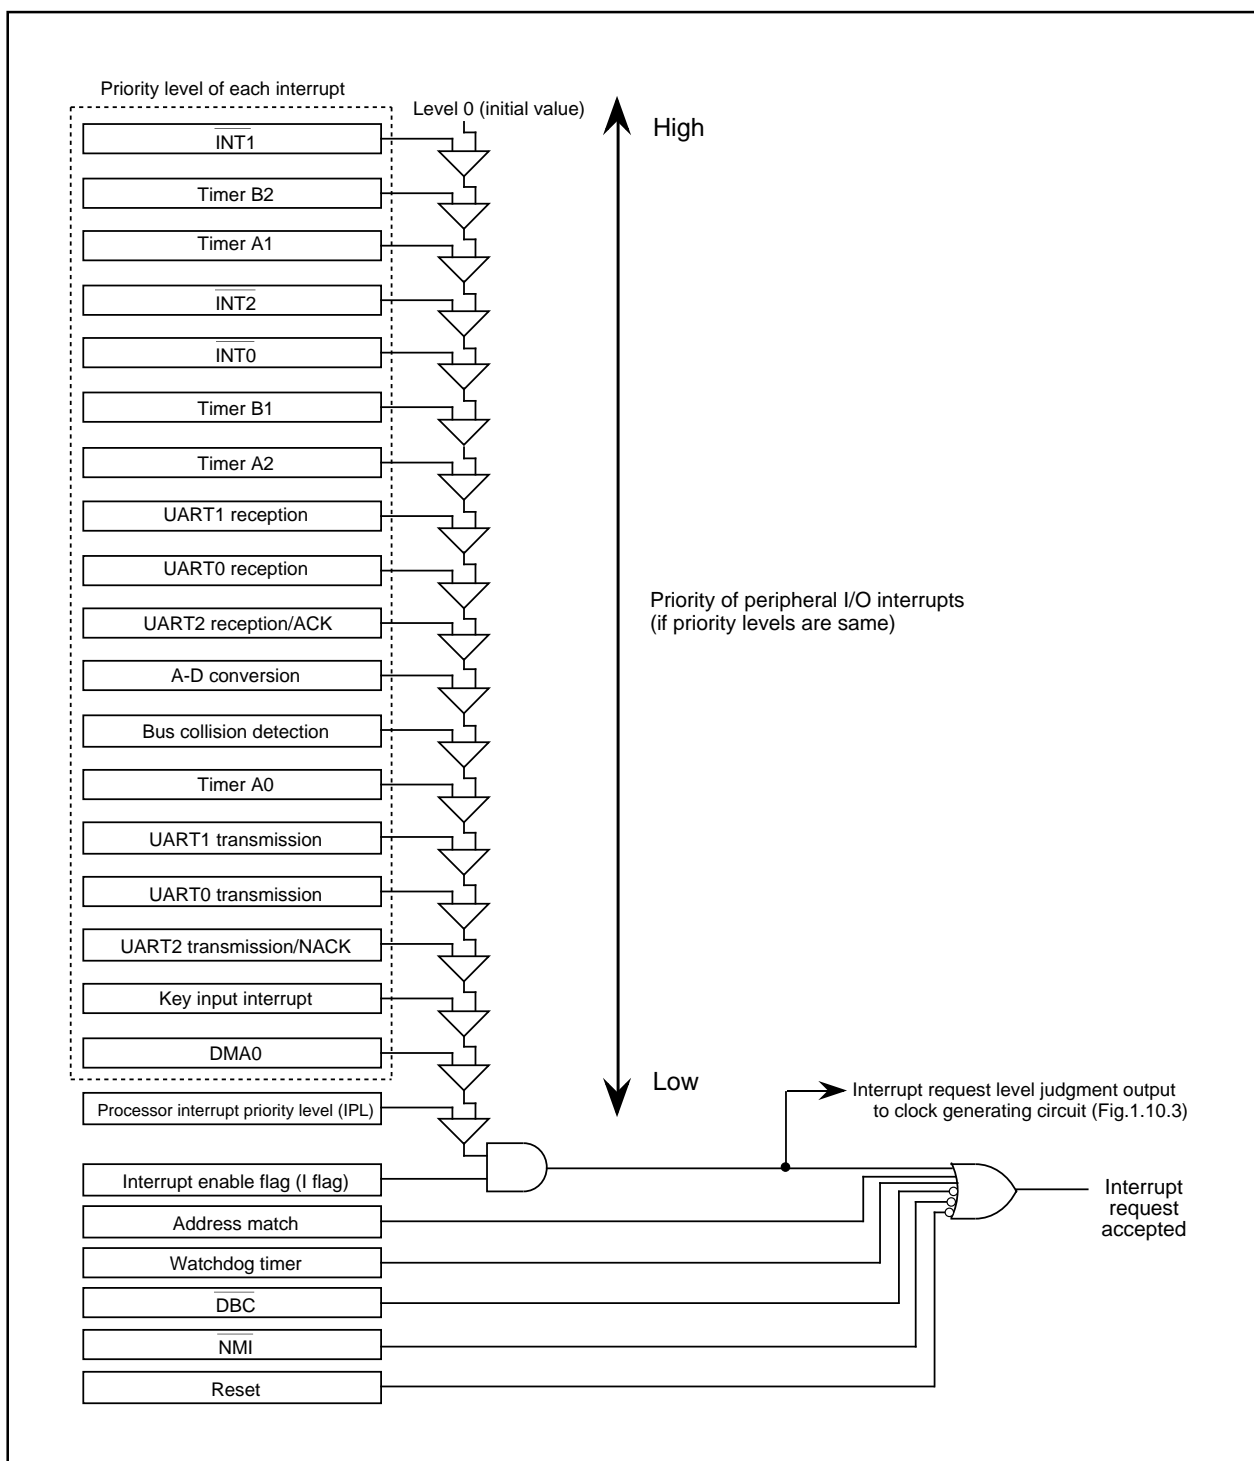 Priority level of each interrupt
Level 0 (initial value)
High
INT1
Timer B2
Timer A1
INT2
INT0
Timer B1
Timer A2
UART1 reception
UART0 reception
Priority of peripheral I/O interrupts
(if priority levels are same)
UART2 reception/ACK
A-D conversion
Bus collision detection
Timer A0
UART1 transmission
UART0 transmission
UART2 transmission/NACK
Key input interrupt
DMA0
Low
Processor interrupt priority level (IPL)
Interrupt request level judgment output
to clock generating circuit (Fig.1.10.3)
Interrupt enable flag (I flag)
Interrupt
request
accepted
Address match
Watchdog timer
DBC
NMI
Reset